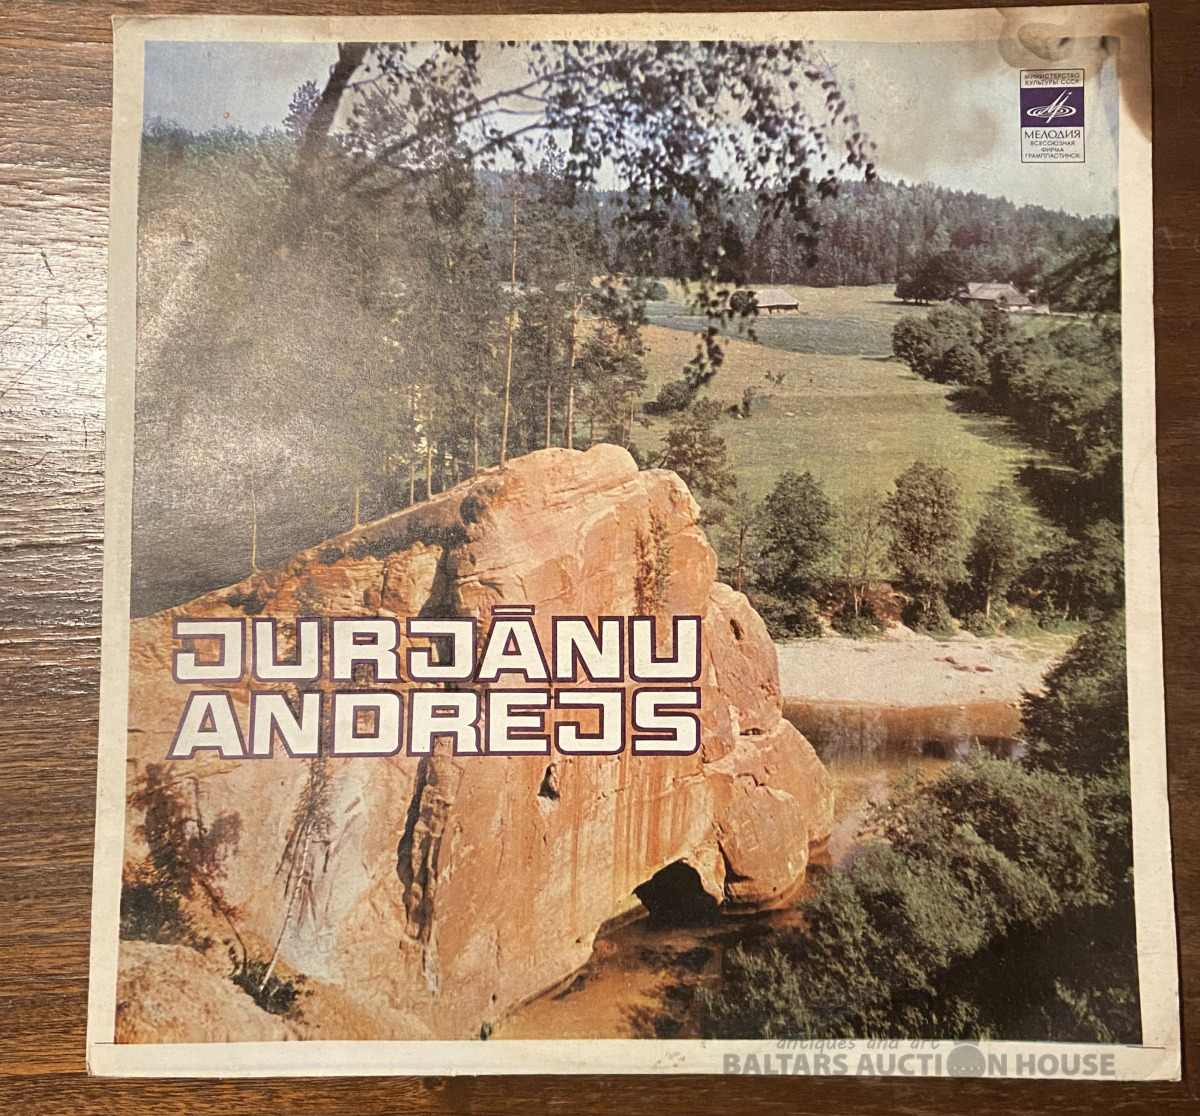 МИНИСТЕРСТВО
КУЛЬТУРЫ СССР
МЕЛОДИЯ
ВСЕСОЮЗНАЯ
ФИРМА
ГРАМПЛАСТИНОК
JURJĀNU
ANDREJS
antiques and art
BALTARS AUCTION HOUSE